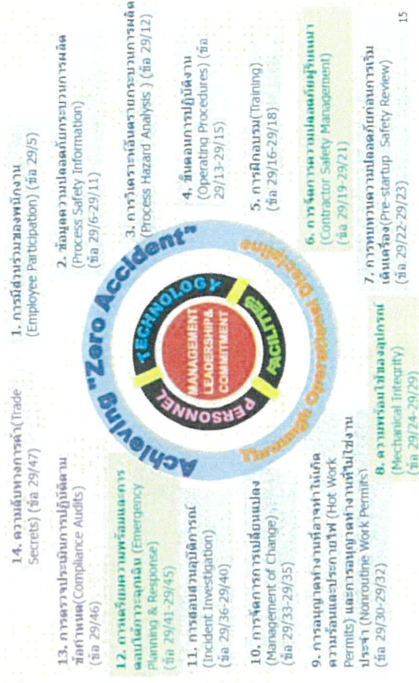 Achieving "Zero Accident"
Through Operational Discipline
TECHNOLOGY
FACILITIES
PERSONNEL
MANAGEMENT
LEADERSHIP&
COMMITMENT
1. การมีส่วนร่วมของพนักงาน
(Employee Participation) (ข้อ 29/5)
2. ข้อมูลความปลอดภัยกระบวนการผลิต
(Process Safety Information)
(ข้อ 29/6-29/11)
3. การวิเคราะห์อันตรายกระบวนการผลิต
(Process Hazard Analysis ) (ข้อ 29/12)
4. ขั้นตอนการปฏิบัติงาน
(Operating Procedures) (ข้อ
29/13-29/15)
5. การฝึกอบรม(Training)
(ข้อ 29/16-29/18)
6. การจัดการความปลอดภัยผู้รับเหมา
(Contractor Safety Management)
(ข้อ 29/19-29/21)
7. การทบทวนความปลอดภัยก่อนการเริ่ม
เดินเครื่อง(Pre-startup Safety Review)
(ข้อ 29/22-29/23)
8. ความพร้อมใช้ของอุปกรณ์
(Mechanical Integrity)
(ข้อ 29/24-29/29)
9. การอนุญาตทำงานที่อาจทำให้เกิด
ความร้อนและประกายไฟ (Hot Work
Permits) และการอนุญาตทำงานที่ไม่ใช่งาน
ประจำ (Nonroutine Work Permits)
(ข้อ 29/30-29/32)
10. การจัดการการเปลี่ยนแปลง
(Management of Change)
(ข้อ 29/33-29/35)
11. การสอบสวนอุบัติการณ์
(Incident Investigation)
(ข้อ 29/36-29/40)
12. การเตรียมความพร้อมและการ
ตอบโต้ภาวะฉุกเฉิน (Emergency
Planning & Response)
(ข้อ 29/41-29/45)
13. การตรวจประเมินการปฏิบัติตาม
ข้อกำหนด(Compliance Audits)
(ข้อ 29/46)
14. ความลับทางการค้า(Trade
Secrets) (ข้อ 29/47)
15